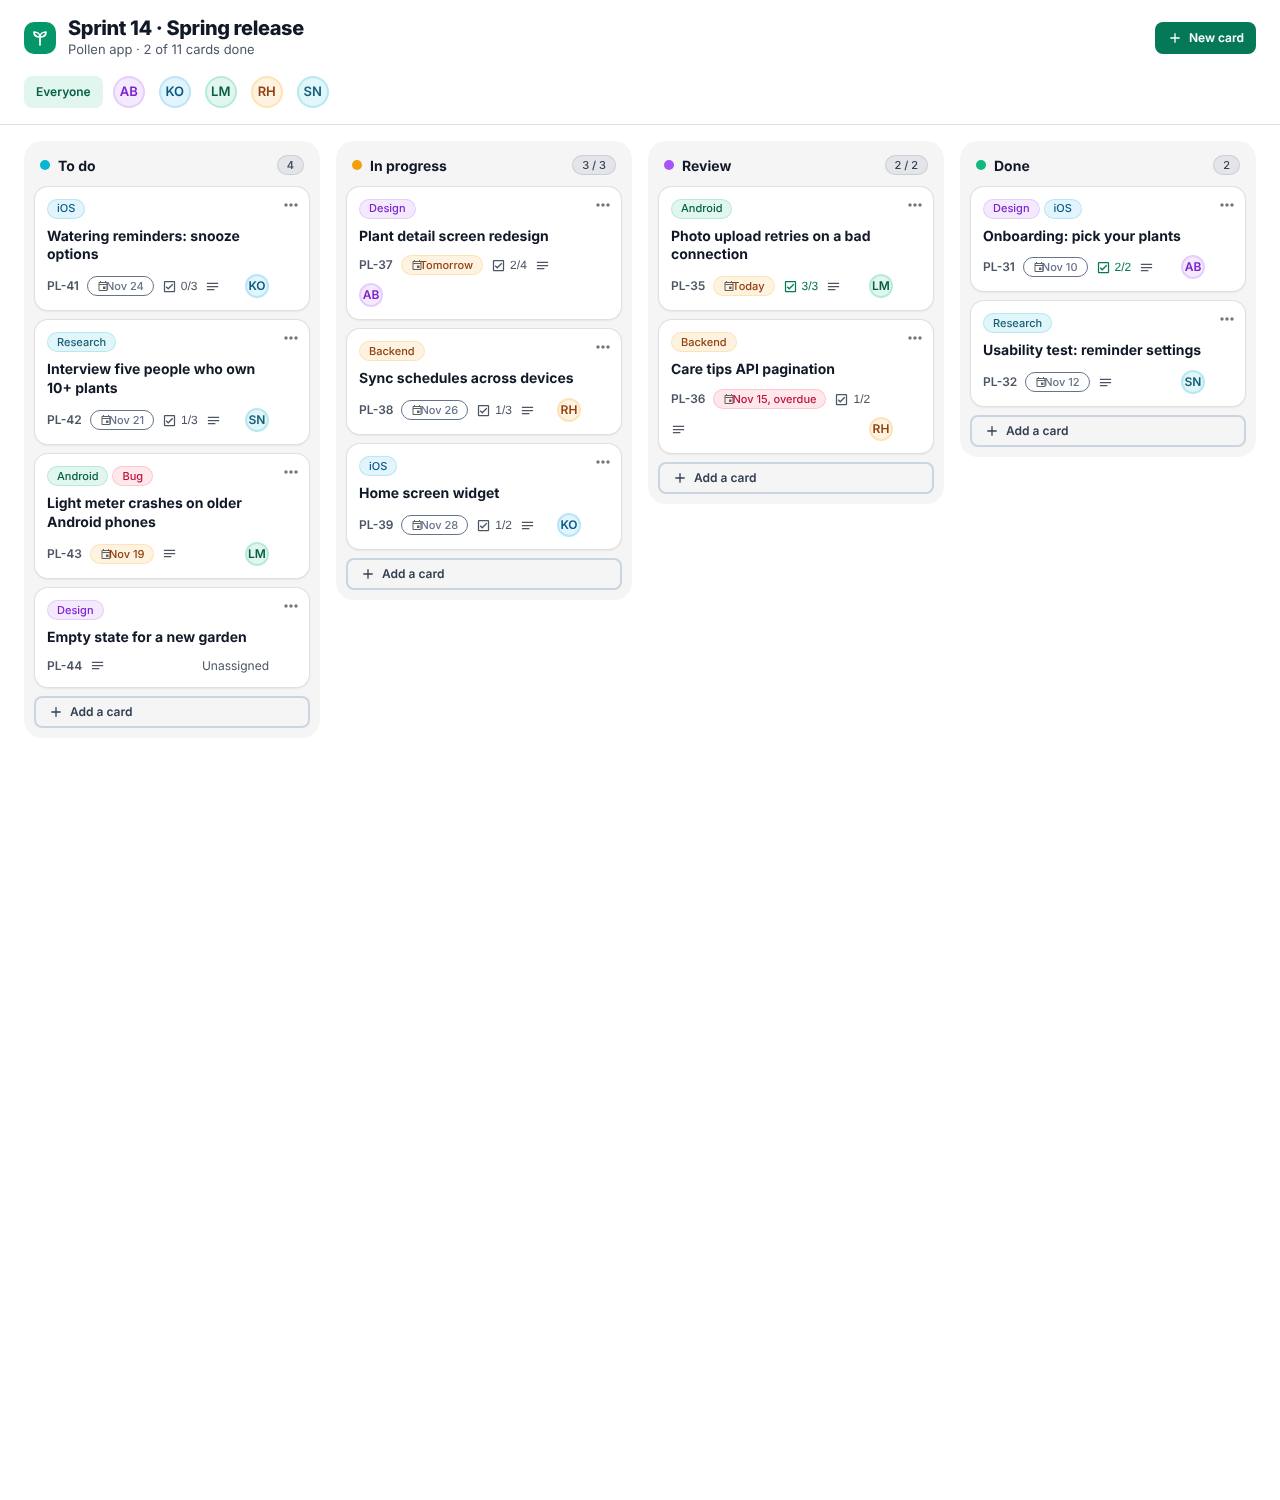 Sprint 14 · Spring release
Pollen app · 2 of 11 cards done
New card
Everyone AB KO LM RH SN
To do 4
iOS
Watering reminders: snooze
options
PL-41 Nov 24 0/3 KO
Research
Interview five people who own
10+ plants
PL-42 Nov 21 1/3 SN
Android Bug
Light meter crashes on older
Android phones
PL-43 Nov 19 LM
Design
Empty state for a new garden
PL-44 Unassigned
Add a card
In progress 3 / 3
Design
Plant detail screen redesign
PL-37 Tomorrow 2/4
AB
Backend
Sync schedules across devices
PL-38 Nov 26 1/3 RH
iOS
Home screen widget
PL-39 Nov 28 1/2 KO
Add a card
Review 2 / 2
Android
Photo upload retries on a bad
connection
PL-35 Today 3/3 LM
Backend
Care tips API pagination
PL-36 Nov 15, overdue 1/2
RH
Add a card
Done 2
Design iOS
Onboarding: pick your plants
PL-31 Nov 10 2/2 AB
Research
Usability test: reminder settings
PL-32 Nov 12 SN
Add a card